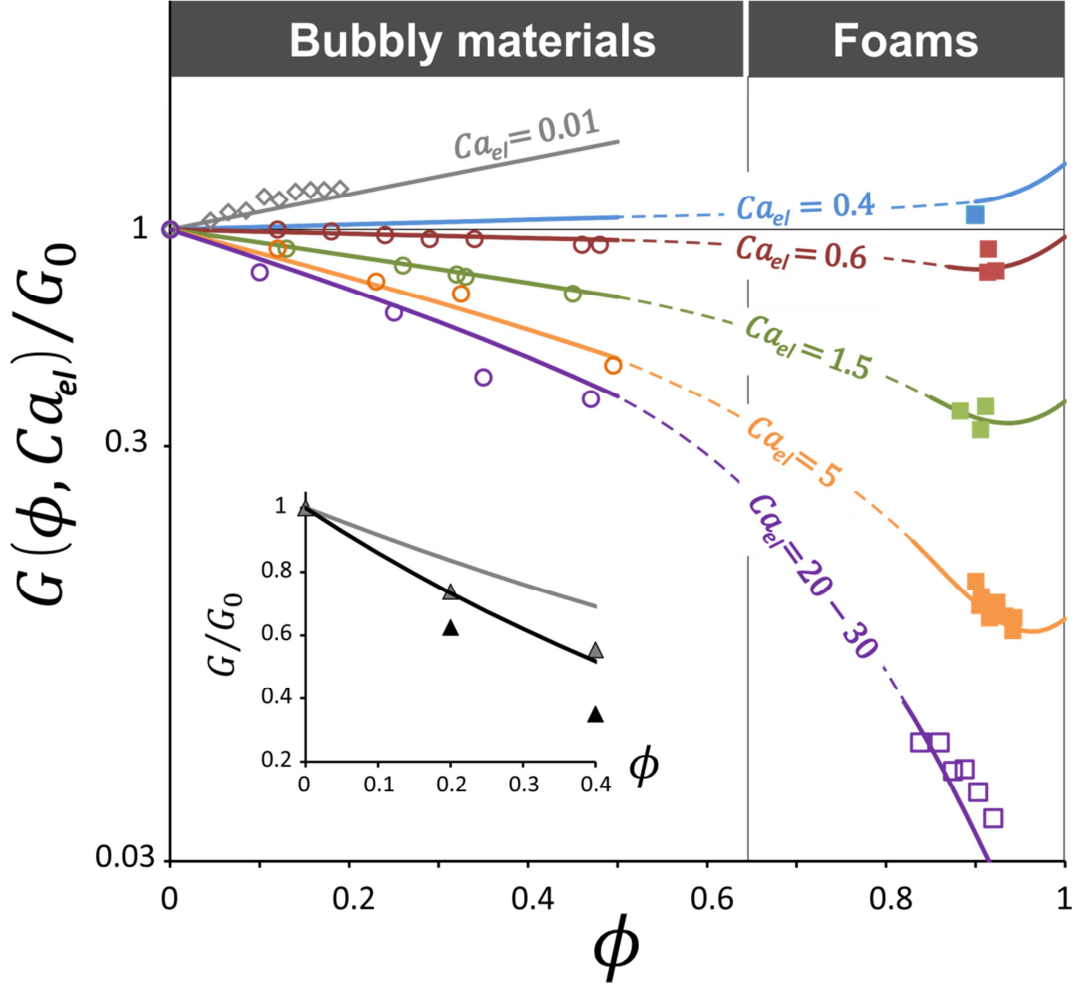 Bubbly materials
Foams
Ca_el = 0.01
Ca_el = 0.4
Ca_el = 0.6
Ca_el = 1.5
Ca_el = 5
Ca_el = 20 − 30
G(ϕ, Ca_el)/G₀
1
0.3
0.03
0
0.2
0.4
0.6
0.8
1
ϕ
G/G₀
1
0.8
0.6
0.4
0.2
0
0.1
0.2
0.3
0.4
ϕ